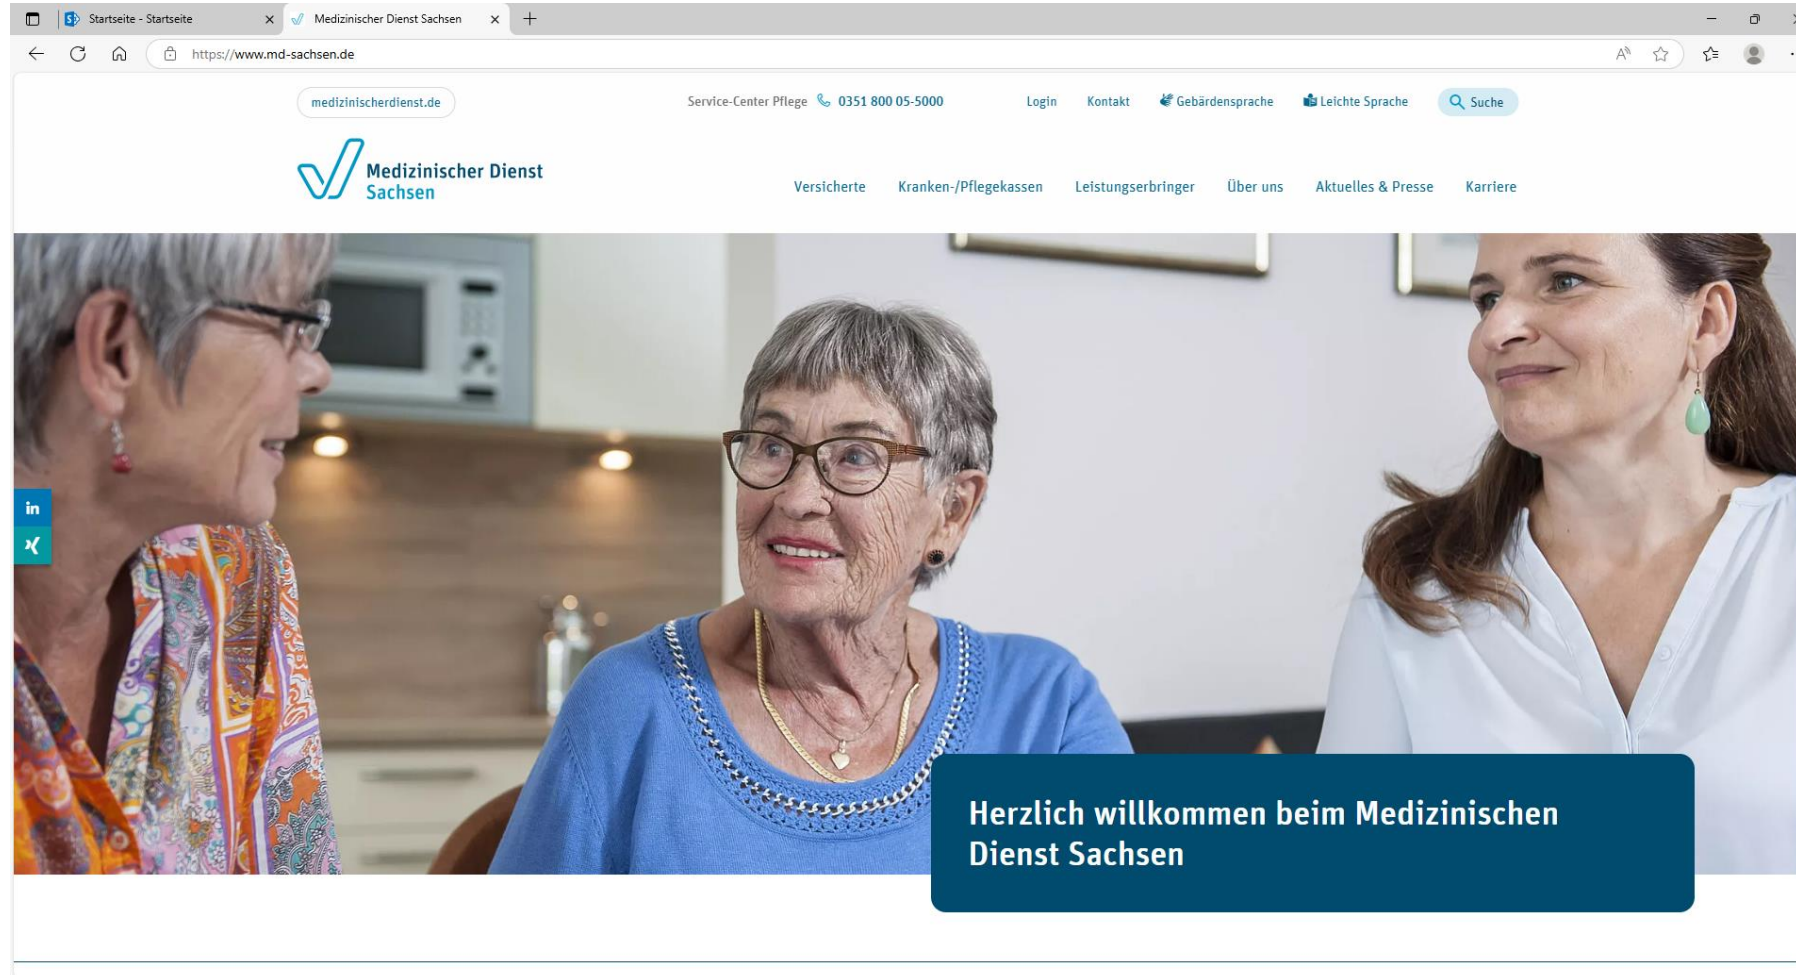 Startseite - Startseite
Medizinischer Dienst Sachsen
https://www.md-sachsen.de
medizinischerdienst.de
Service-Center Pflege 0351 800 05-5000
Login
Kontakt
Gebärdensprache
Leichte Sprache
Suche
Medizinischer Dienst
Sachsen
Versicherte
Kranken-/Pflegekassen
Leistungserbringer
Über uns
Aktuelles & Presse
Karriere
in
Herzlich willkommen beim Medizinischen
Dienst Sachsen